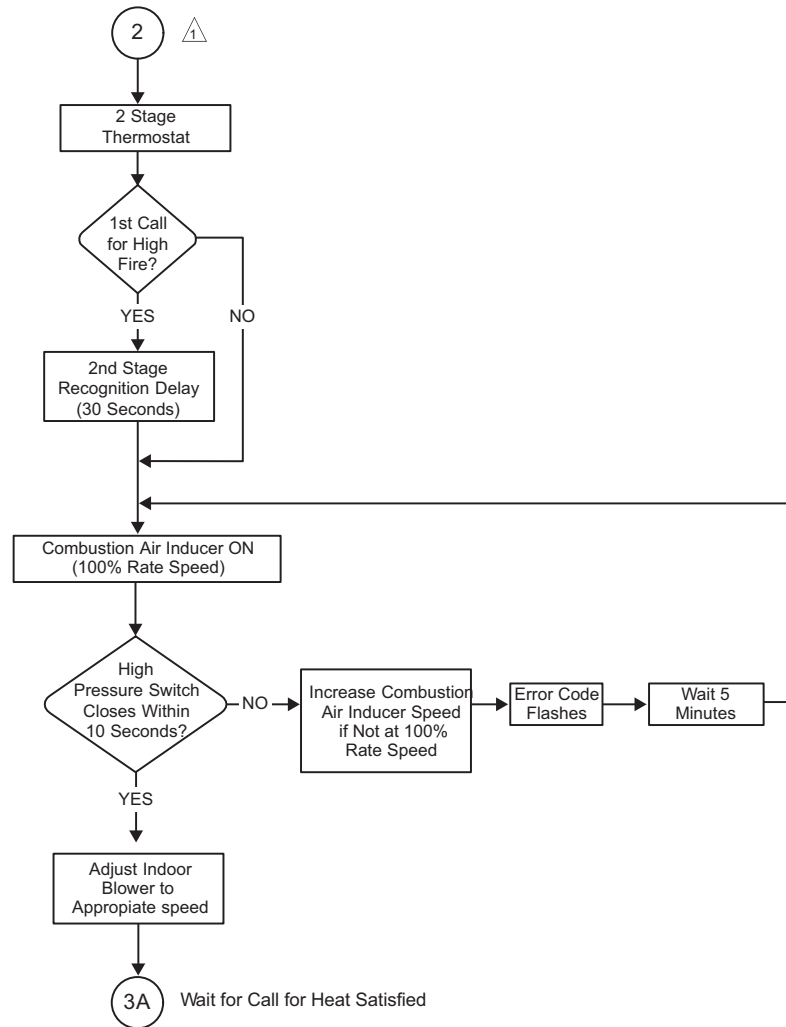 2
1
2 Stage
Thermostat
1st Call
for High
Fire?
YES
NO
2nd Stage
Recognition Delay
(30 Seconds)
Combustion Air Inducer ON
(100% Rate Speed)
High
Pressure Switch
Closes Within
10 Seconds?
NO
Increase Combustion
Air Inducer Speed
if Not at 100%
Rate Speed
Error Code
Flashes
Wait 5
Minutes
YES
Adjust Indoor
Blower to
Appropiate speed
3A
Wait for Call for Heat Satisfied